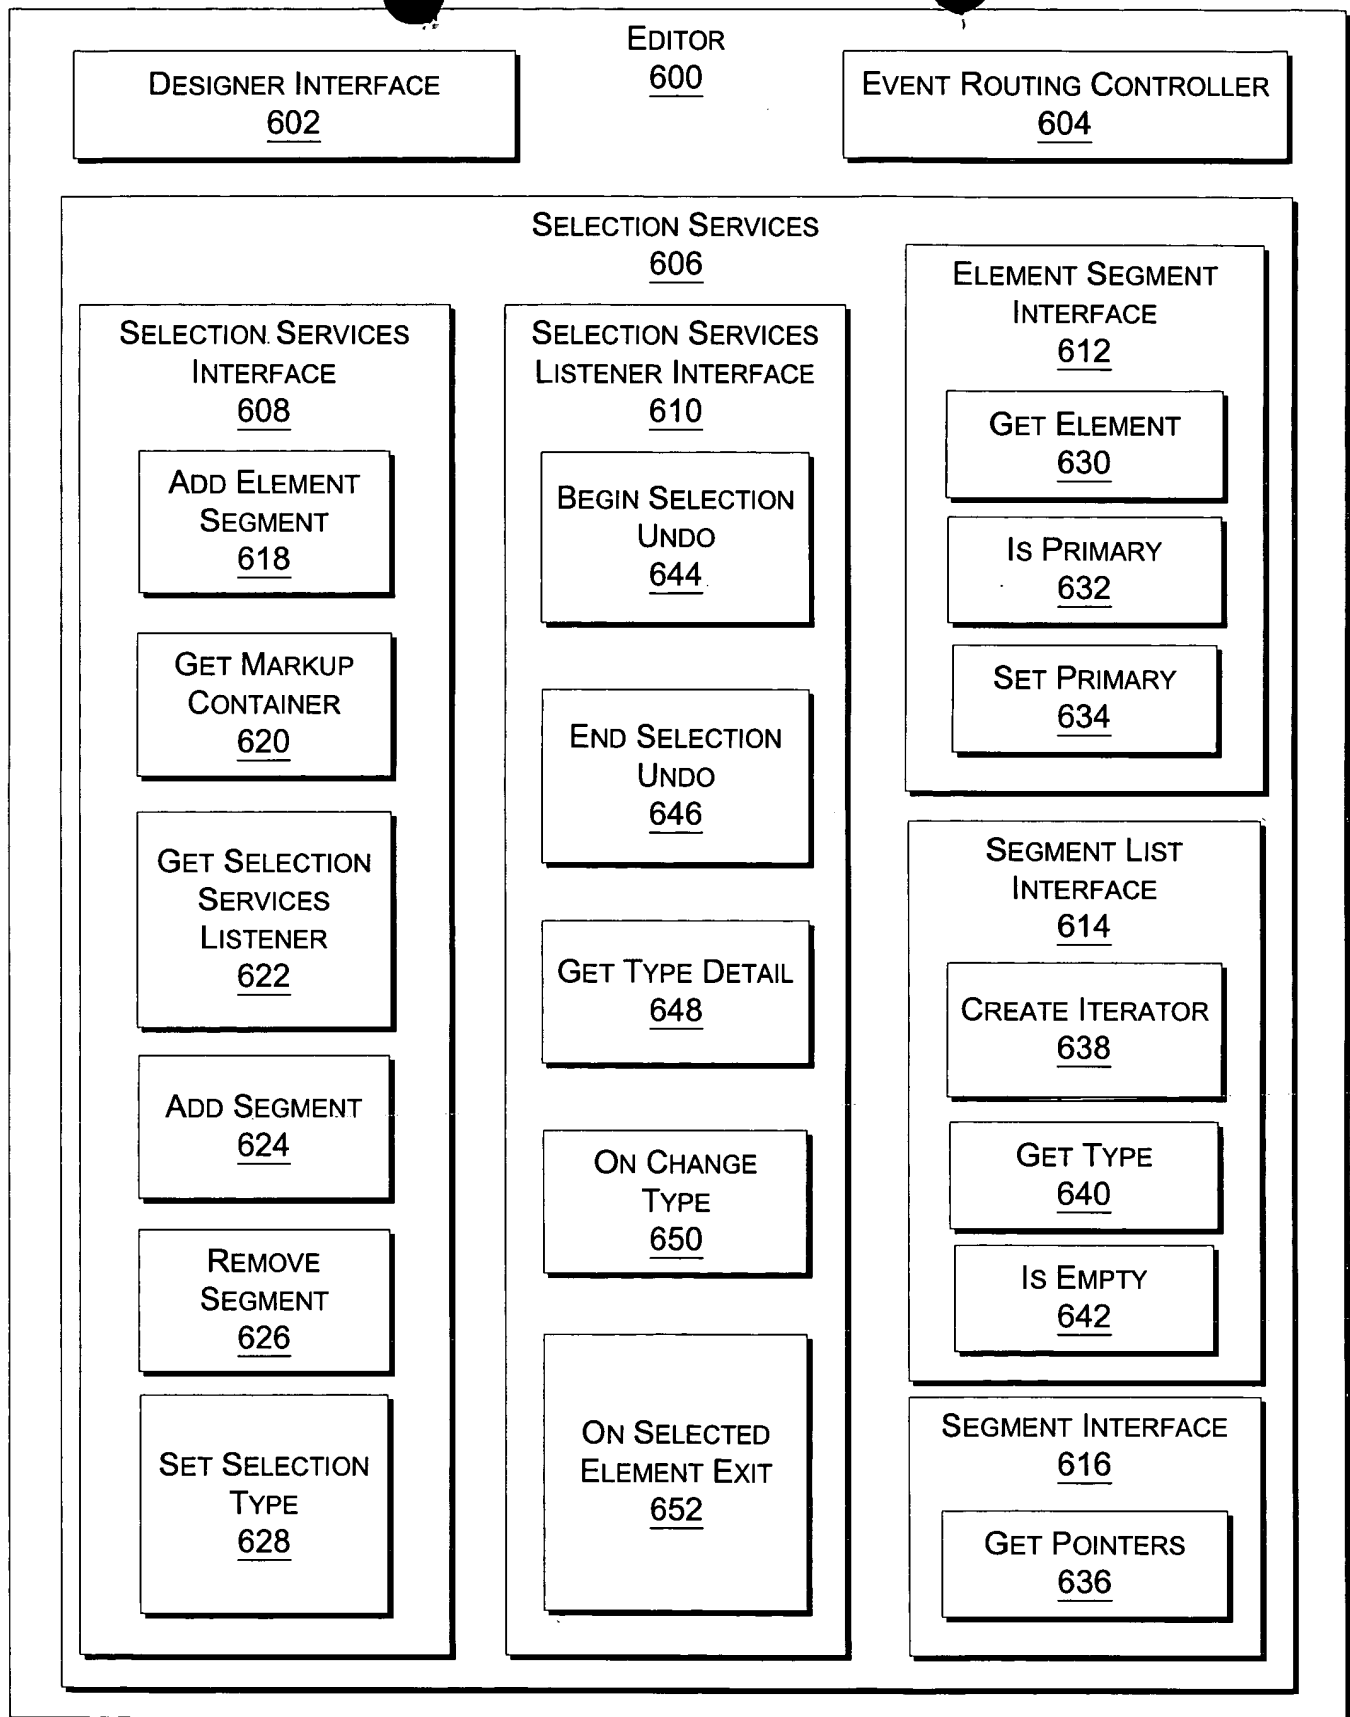 EDITOR
600
DESIGNER INTERFACE
602
EVENT ROUTING CONTROLLER
604
SELECTION SERVICES
606
SELECTION SERVICES
INTERFACE
608
ADD ELEMENT
SEGMENT
618
GET MARKUP
CONTAINER
620
GET SELECTION
SERVICES
LISTENER
622
ADD SEGMENT
624
REMOVE
SEGMENT
626
SET SELECTION
TYPE
628
SELECTION SERVICES
LISTENER INTERFACE
610
BEGIN SELECTION
UNDO
644
END SELECTION
UNDO
646
GET TYPE DETAIL
648
ON CHANGE
TYPE
650
ON SELECTED
ELEMENT EXIT
652
ELEMENT SEGMENT
INTERFACE
612
GET ELEMENT
630
IS PRIMARY
632
SET PRIMARY
634
SEGMENT LIST
INTERFACE
614
CREATE ITERATOR
638
GET TYPE
640
IS EMPTY
642
SEGMENT INTERFACE
616
GET POINTERS
636